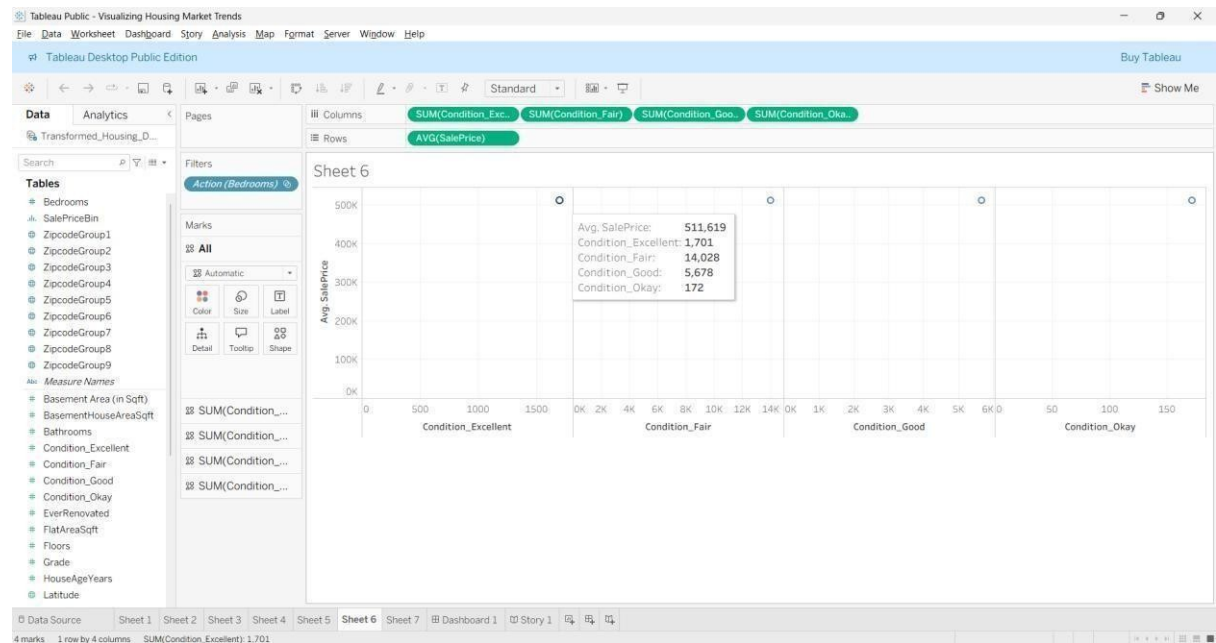 Tableau Public - Visualizing Housing Market Trends
File Data Worksheet Dashboard Story Analysis Map Format Server Window Help
Tableau Desktop Public Edition
Buy Tableau
Standard
Show Me
Data Analytics
Transformed_Housing_D...
Search
Tables
# Bedrooms
SalePriceBin
ZipcodeGroup1
ZipcodeGroup2
ZipcodeGroup3
ZipcodeGroup4
ZipcodeGroup5
ZipcodeGroup6
ZipcodeGroup7
ZipcodeGroup8
ZipcodeGroup9
Abc Measure Names
# Basement Area (in Sqft)
# BasementHouseAreaSqft
# Bathrooms
# Condition_Excellent
# Condition_Fair
# Condition_Good
# Condition_Okay
# EverRenovated
# FlatAreaSqft
# Floors
# Grade
# HouseAgeYears
Latitude
Pages
Filters
Action (Bedrooms)
Marks
All
Automatic
Color Size Label
Detail Tooltip Shape
SUM(Condition_...
SUM(Condition_...
SUM(Condition_...
SUM(Condition_...
Columns SUM(Condition_Exc.. SUM(Condition_Fair) SUM(Condition_Goo.. SUM(Condition_Oka..
Rows AVG(SalePrice)
Sheet 6
Avg. SalePrice
500K
400K
300K
200K
100K
0K
Avg. SalePrice: 511,619
Condition_Excellent: 1,701
Condition_Fair: 14,028
Condition_Good: 5,678
Condition_Okay: 172
0 500 1000 1500 0K 2K 4K 6K 8K 10K 12K 14K 0K 1K 2K 3K 4K 5K 6K 0 50 100 150
Condition_Excellent Condition_Fair Condition_Good Condition_Okay
Data Source Sheet 1 Sheet 2 Sheet 3 Sheet 4 Sheet 5 Sheet 6 Sheet 7 Dashboard 1 Story 1
4 marks 1 row by 4 columns SUM(Condition_Excellent): 1,701